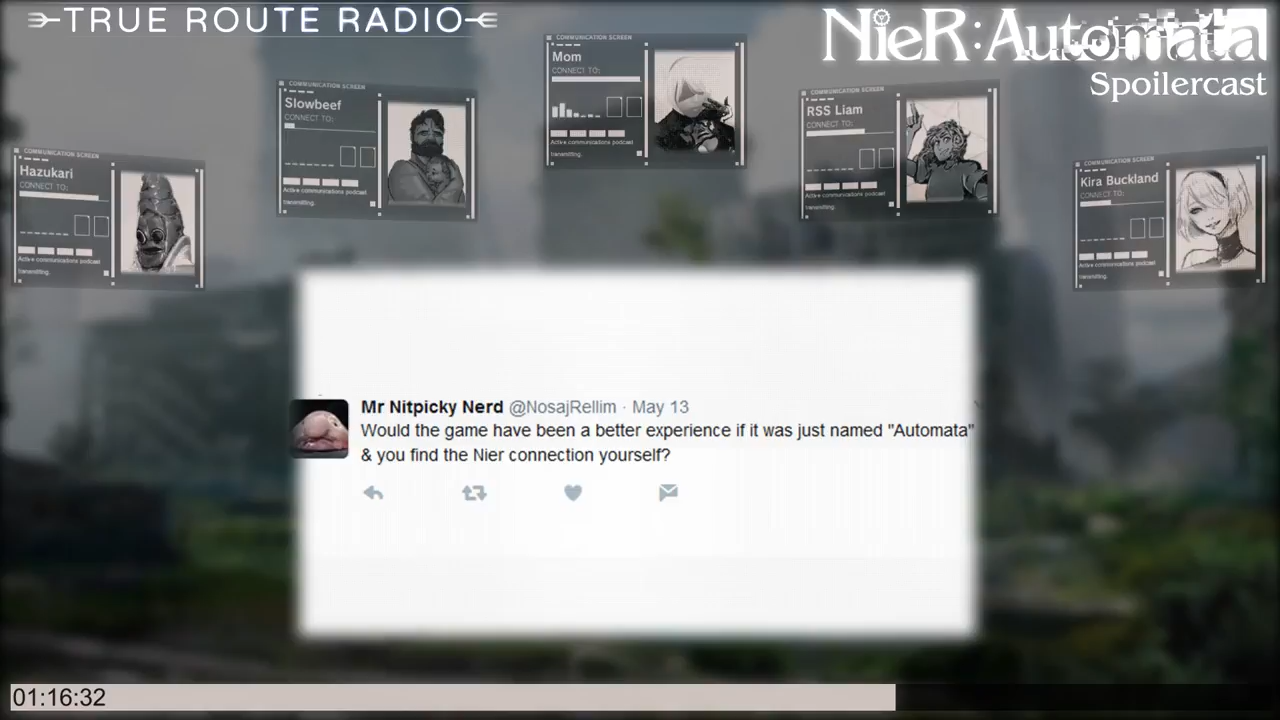 TRUE ROUTE RADIO
NieR:Automata
Spoilercast
COMMUNICATION SCREEN
Mom
CONNECT TO:
transmitting.
COMMUNICATION SCREEN
Slowbeef
CONNECT TO:
Active communications podcast
transmitting.
COMMUNICATION SCREEN
RSS Liam
CONNECT TO:
Active communications podcast
transmitting.
COMMUNICATION SCREEN
Hazukari
CONNECT TO:
Active communications podcast
transmitting.
COMMUNICATION SCREEN
Kira Buckland
CONNECT TO:
Active communications podcast
transmitting.
Mr Nitpicky Nerd @NosajRellim · May 13
Would the game have been a better experience if it was just named "Automata"
& you find the Nier connection yourself?
01:16:32